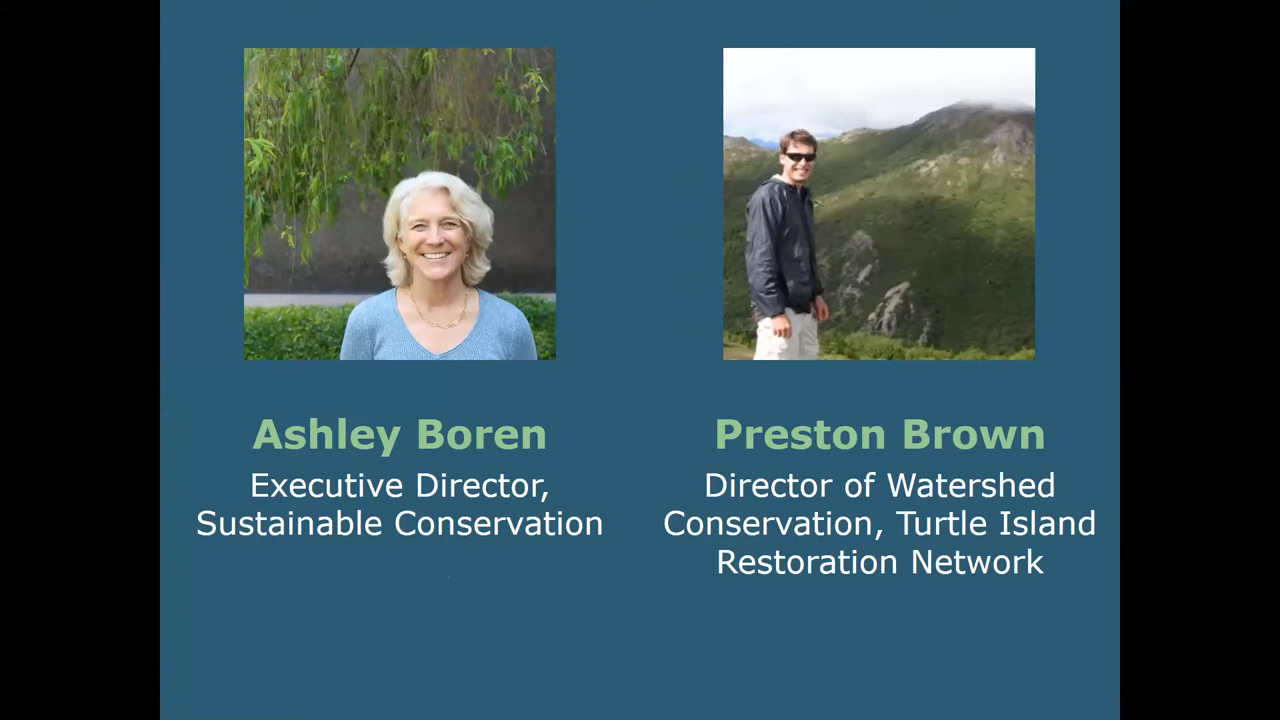 Ashley Boren
Executive Director,
Sustainable Conservation
Preston Brown
Director of Watershed
Conservation, Turtle Island
Restoration Network